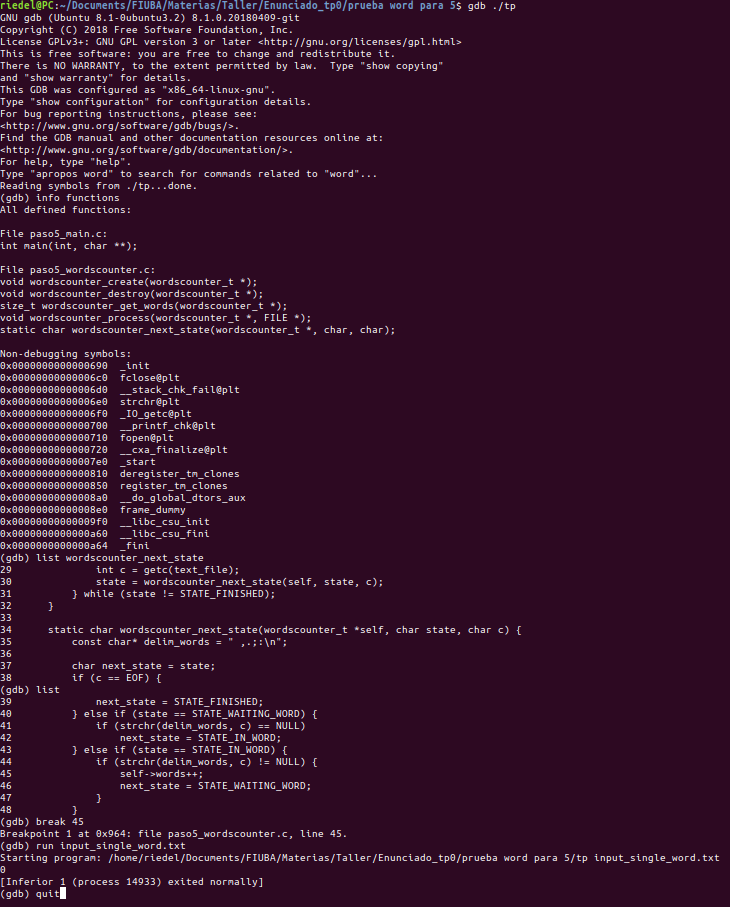 riedel@PC:~/Documents/FIUBA/Materias/Taller/Enunciado_tp0/prueba word para 5$ gdb ./tp
GNU gdb (Ubuntu 8.1-0ubuntu3.2) 8.1.0.20180409-git
Copyright (C) 2018 Free Software Foundation, Inc.
License GPLv3+: GNU GPL version 3 or later <http://gnu.org/licenses/gpl.html>
This is free software: you are free to change and redistribute it.
There is NO WARRANTY, to the extent permitted by law.  Type "show copying"
and "show warranty" for details.
This GDB was configured as "x86_64-linux-gnu".
Type "show configuration" for configuration details.
For bug reporting instructions, please see:
<http://www.gnu.org/software/gdb/bugs/>.
Find the GDB manual and other documentation resources online at:
<http://www.gnu.org/software/gdb/documentation/>.
For help, type "help".
Type "apropos word" to search for commands related to "word"...
Reading symbols from ./tp...done.
(gdb) info functions
All defined functions:

File paso5_main.c:
int main(int, char **);

File paso5_wordscounter.c:
void wordscounter_create(wordscounter_t *);
void wordscounter_destroy(wordscounter_t *);
size_t wordscounter_get_words(wordscounter_t *);
void wordscounter_process(wordscounter_t *, FILE *);
static char wordscounter_next_state(wordscounter_t *, char, char);

Non-debugging symbols:
0x0000000000000690  _init
0x00000000000006c0  fclose@plt
0x00000000000006d0  __stack_chk_fail@plt
0x00000000000006e0  strchr@plt
0x00000000000006f0  _IO_getc@plt
0x0000000000000700  __printf_chk@plt
0x0000000000000710  fopen@plt
0x0000000000000720  __cxa_finalize@plt
0x00000000000007e0  _start
0x0000000000000810  deregister_tm_clones
0x0000000000000850  register_tm_clones
0x00000000000008a0  __do_global_dtors_aux
0x00000000000008e0  frame_dummy
0x00000000000009f0  __libc_csu_init
0x0000000000000a60  __libc_csu_fini
0x0000000000000a64  _fini
(gdb) list wordscounter_next_state
29              int c = getc(text_file);
30              state = wordscounter_next_state(self, state, c);
31          } while (state != STATE_FINISHED);
32      }
33
34      static char wordscounter_next_state(wordscounter_t *self, char state, char c) {
35          const char* delim_words = " ,.;:\n";
36
37          char next_state = state;
38          if (c == EOF) {
(gdb) list
39              next_state = STATE_FINISHED;
40          } else if (state == STATE_WAITING_WORD) {
41              if (strchr(delim_words, c) == NULL)
42                  next_state = STATE_IN_WORD;
43          } else if (state == STATE_IN_WORD) {
44              if (strchr(delim_words, c) != NULL) {
45                  self->words++;
46                  next_state = STATE_WAITING_WORD;
47              }
48          }
(gdb) break 45
Breakpoint 1 at 0x964: file paso5_wordscounter.c, line 45.
(gdb) run input_single_word.txt
Starting program: /home/riedel/Documents/FIUBA/Materias/Taller/Enunciado_tp0/prueba word para 5/tp input_single_word.txt
0
[Inferior 1 (process 14933) exited normally]
(gdb) quit